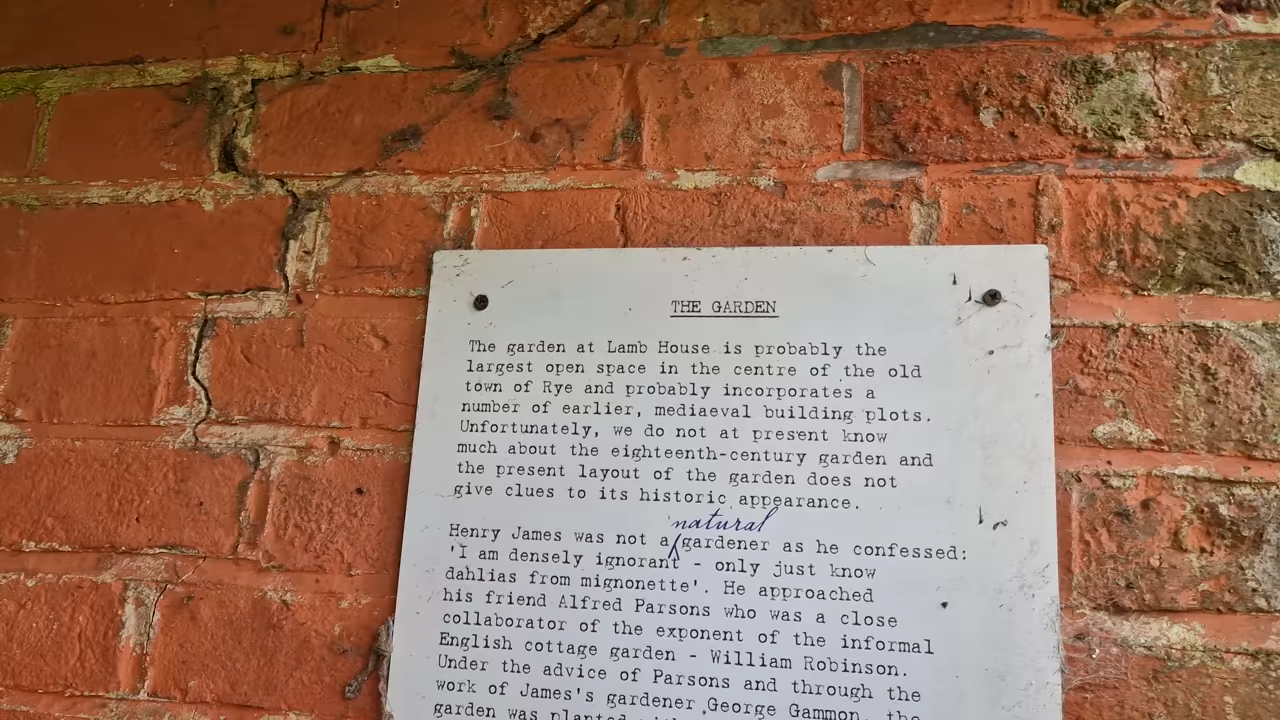 THE GARDEN
The garden at Lamb House is probably the
largest open space in the centre of the old
town of Rye and probably incorporates a
number of earlier, mediaeval building plots.
Unfortunately, we do not at present know
much about the eighteenth-century garden and
the present layout of the garden does not
give clues to its historic appearance.
natural
Henry James was not a gardener as he confessed:
'I am densely ignorant - only just know
dahlias from mignonette'. He approached
his friend Alfred Parsons who was a close
collaborator of the exponent of the informal
English cottage garden - William Robinson.
Under the advice of Parsons and through the
work of James's gardener George Gammon, the
garden was planted